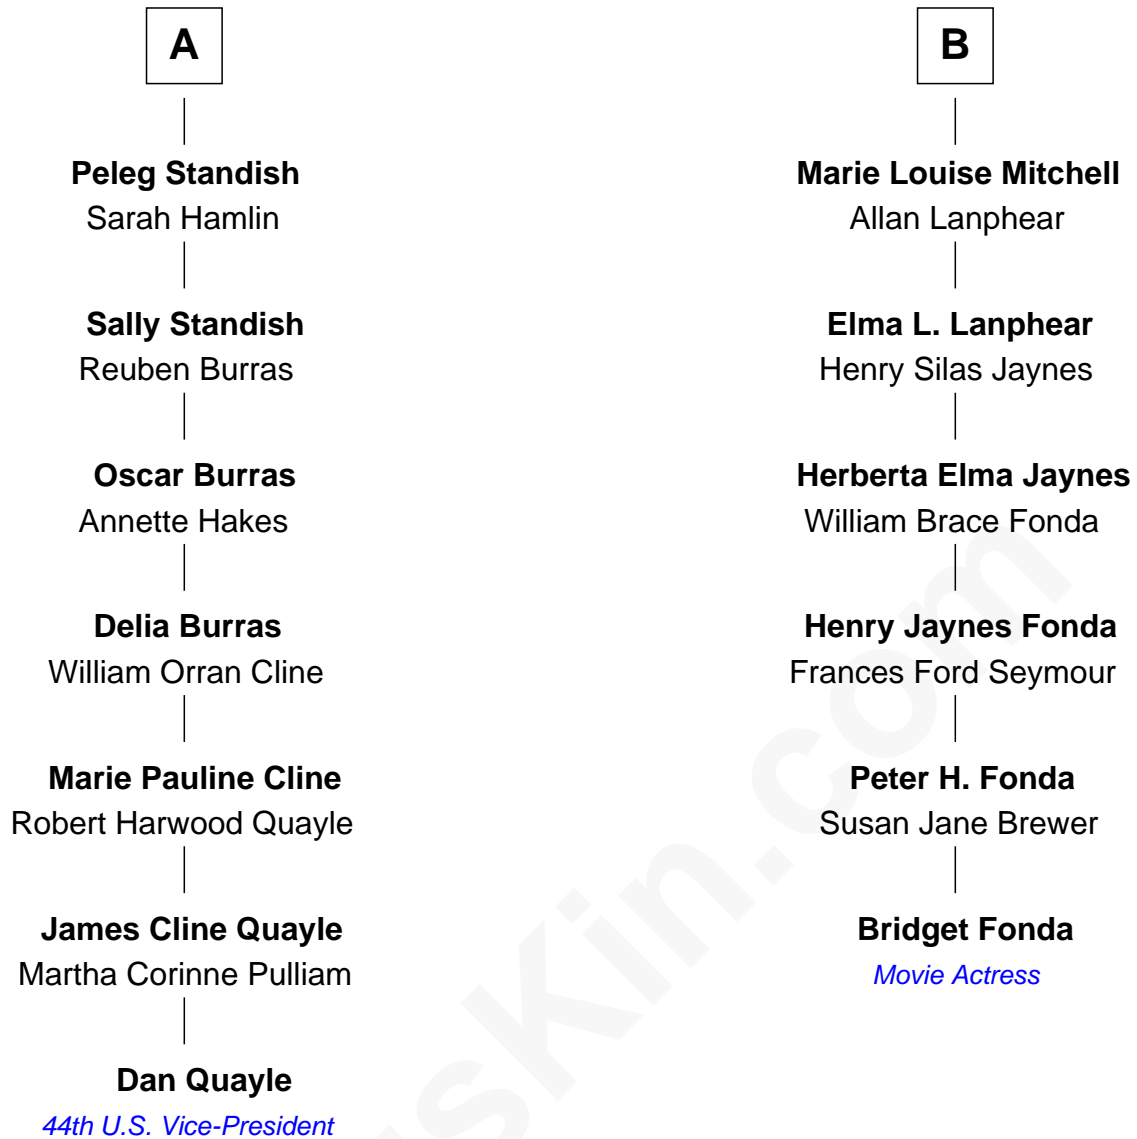 A
Peleg Standish
Sarah Hamlin
Sally Standish
Reuben Burras
Oscar Burras
Annette Hakes
Delia Burras
William Orran Cline
Marie Pauline Cline
Robert Harwood Quayle
James Cline Quayle
Martha Corinne Pulliam
Dan Quayle
44th U.S. Vice-President
B
Marie Louise Mitchell
Allan Lanphear
Elma L. Lanphear
Henry Silas Jaynes
Herberta Elma Jaynes
William Brace Fonda
Henry Jaynes Fonda
Frances Ford Seymour
Peter H. Fonda
Susan Jane Brewer
Bridget Fonda
Movie Actress
sKin.com